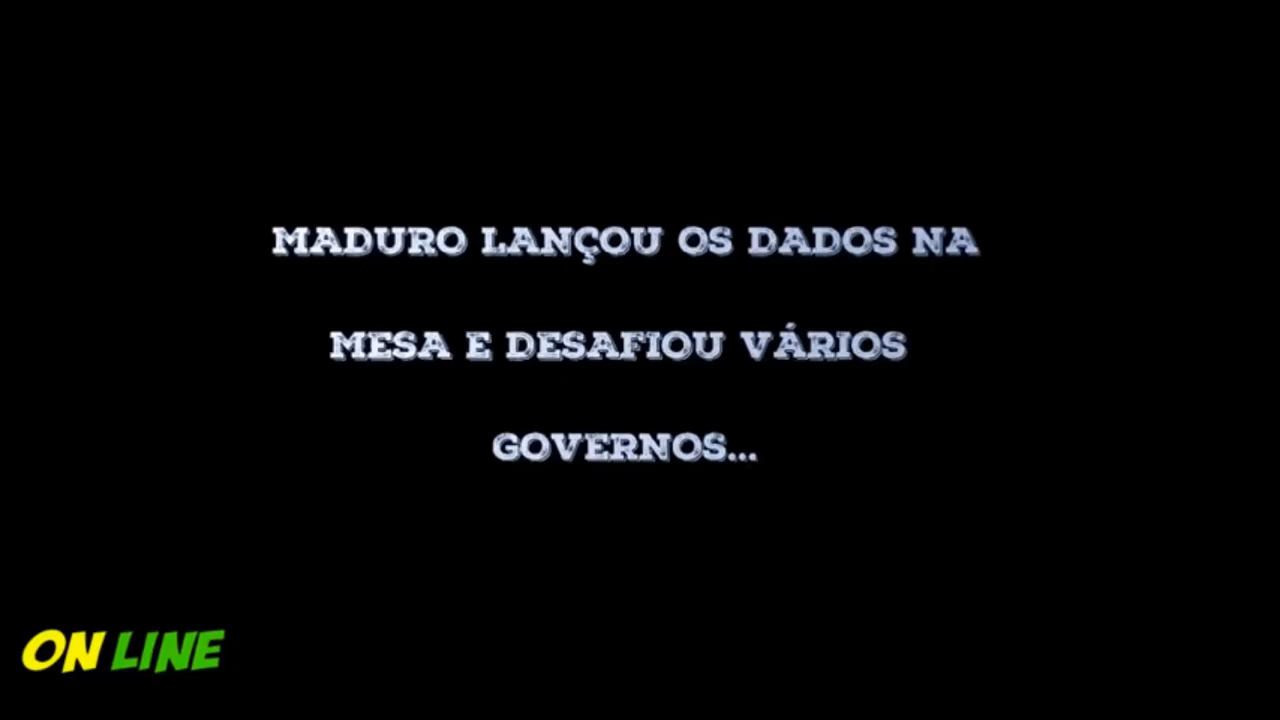 MADURO LANÇOU OS DADOS NA
MESA E DESAFIOU VÁRIOS
GOVERNOS...
ON LINE